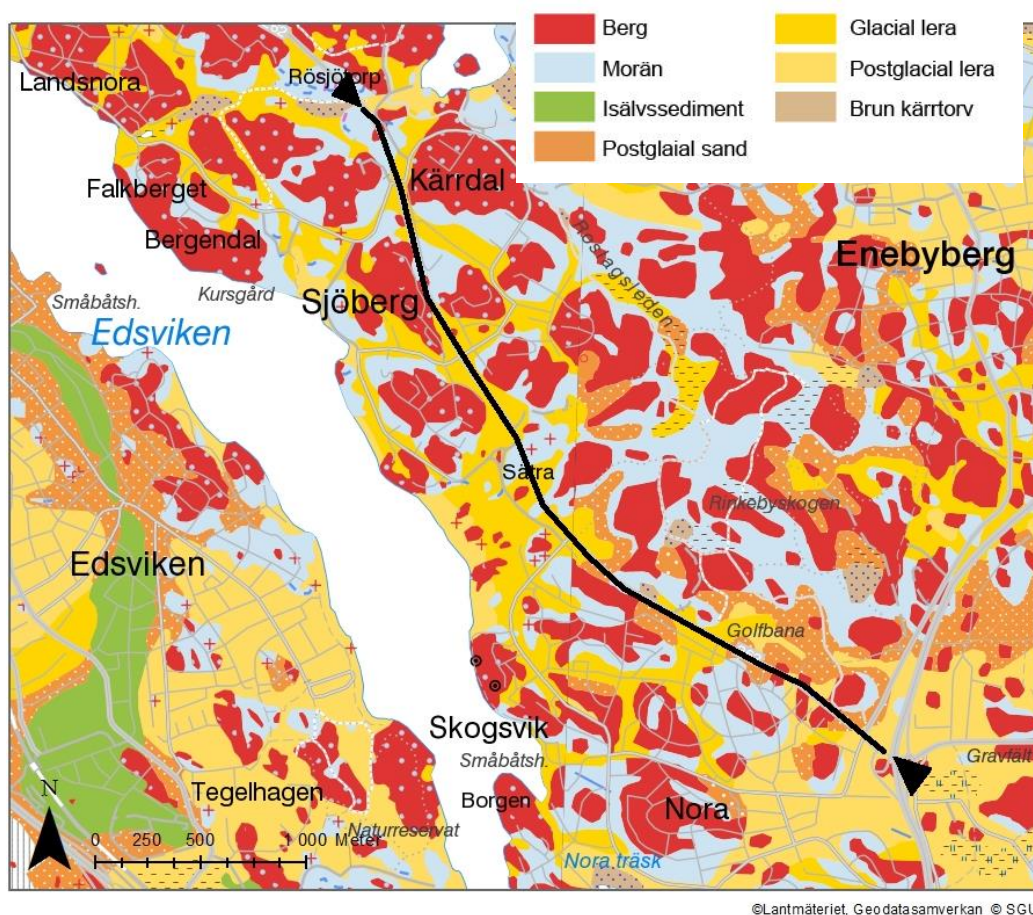 Berg
Morän
Isälvssediment
Postglaial sand
Glacial lera
Postglacial lera
Brun kärrtorv
Landsnora
Rösjötorp
Kärrdal
Falkberget
Bergendal
Roslagsleden
Enebyberg
Småbåtsh.
Kursgård
Sjöberg
Edsviken
Sätra
Rinkebyskogen
Edsviken
Golfbana
Skogsvik
Småbåtsh.
Gravfält
N
Tegelhagen
Borgen
Nora
0 250 500 1 000 Meter
Naturreservat
Nora träsk
©Lantmäteriet, Geodatasamverkan © SGU